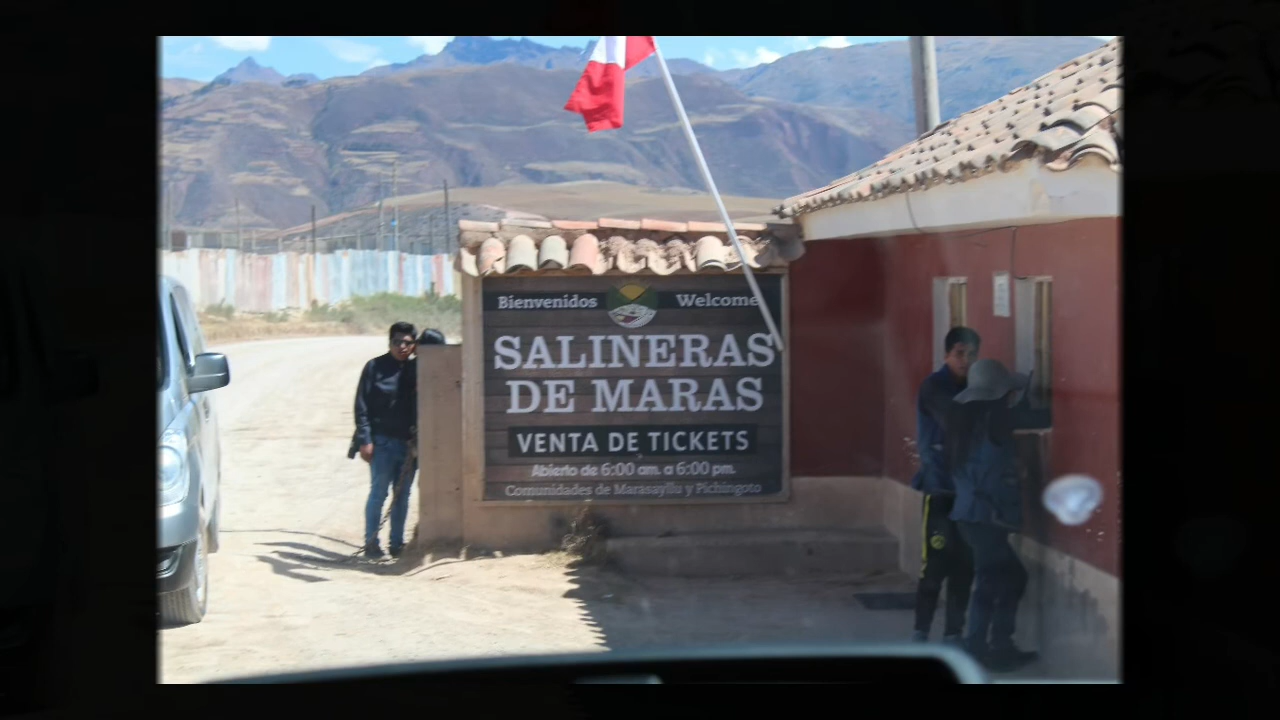 Bienvenidos Welcome
SALINERAS
DE MARAS
VENTA DE TICKETS
Abierto de 6:00 am. a 6:00 pm.
Comunidades de Marasayllu y Pichingoto